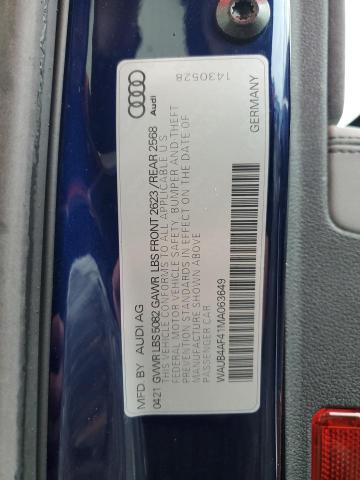 MFD. BY AUDI AG
0421 GVWR LBS 5082 GAWR LBS FRONT 2623 /REAR 2568
THIS VEHICLE CONFORMS TO ALL APPLICABLE U S
FEDERAL MOTOR VEHICLE SAFETY, BUMPER AND THEFT
PREVENTION STANDARDS IN EFFECT ON THE DATE
OF MANUFACTURE SHOWN ABOVE
PASSENGER CAR
WAUB4AF41MA063649
Audi
1430528
GERMANY